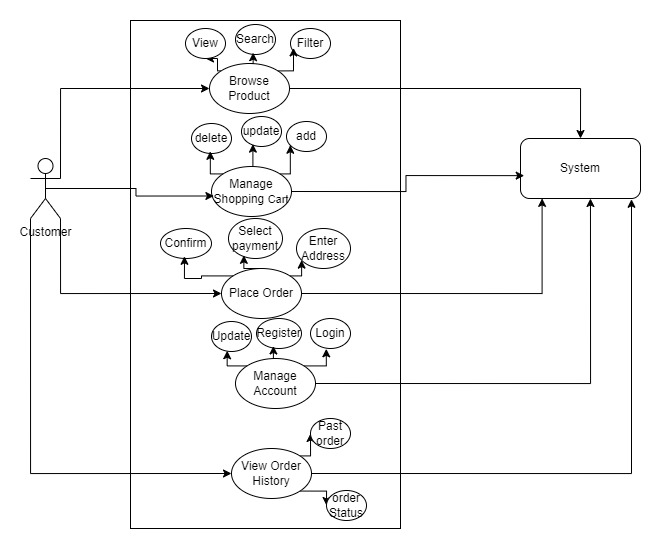 View
Search
Filter
Browse
Product
delete
update
add
Manage
Shopping Cart
System
Customer
Confirm
Select
payment
Enter
Address
Place Order
Update
Register
Login
Manage
Account
Past
order
View Order
History
order
Status